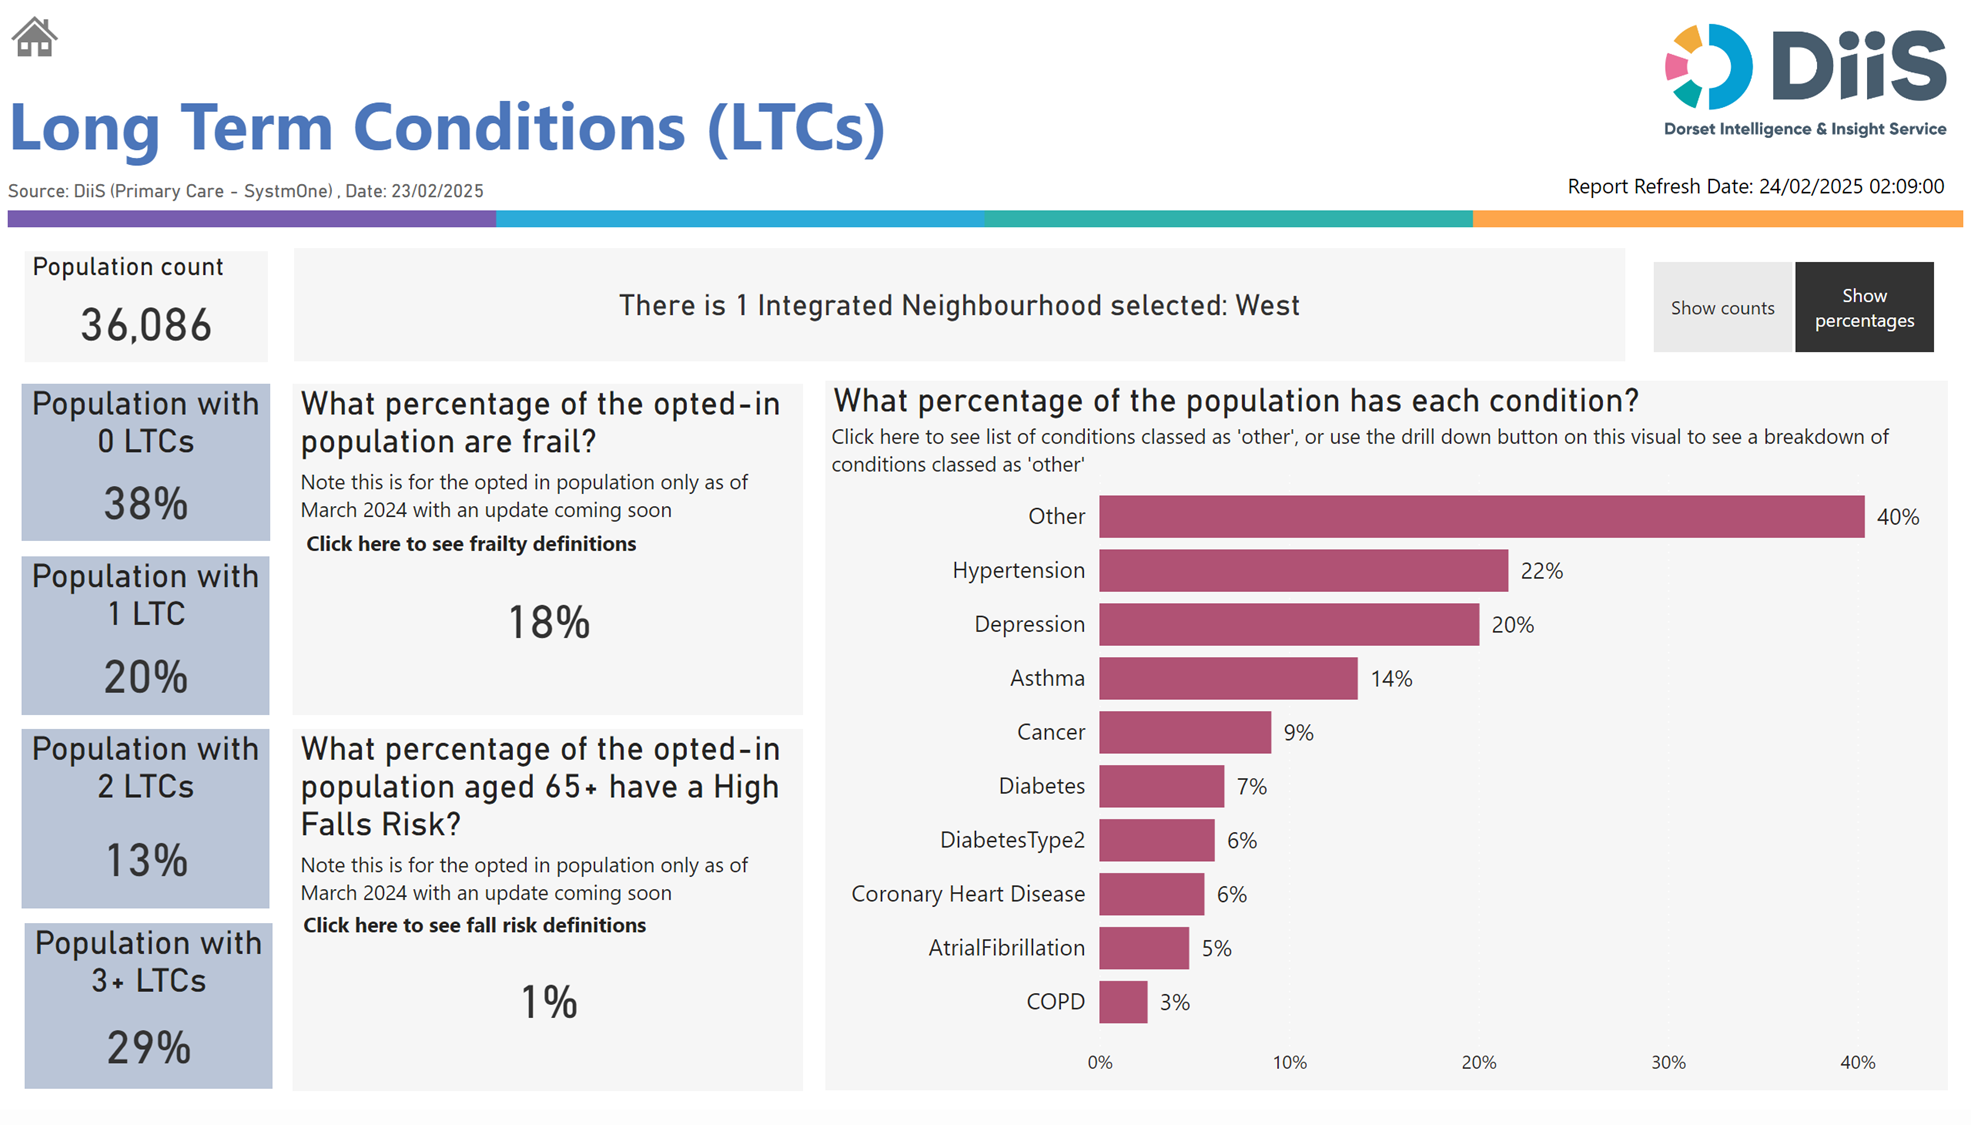 DiiS
Dorset Intelligence & Insight Service
Long Term Conditions (LTCs)
Source: DiiS (Primary Care - SystmOne) , Date: 23/02/2025
Report Refresh Date: 24/02/2025 02:09:00
Population count
36,086
There is 1 Integrated Neighbourhood selected: West
Show counts
Show
percentages
Population with
0 LTCs
38%
Population with
1 LTC
20%
Population with
2 LTCs
13%
Population with
3+ LTCs
29%
What percentage of the opted-in
population are frail?
Note this is for the opted in population only as of
March 2024 with an update coming soon
Click here to see frailty definitions
18%
What percentage of the opted-in
population aged 65+ have a High
Falls Risk?
Note this is for the opted in population only as of
March 2024 with an update coming soon
Click here to see fall risk definitions
1%
What percentage of the population has each condition?
Click here to see list of conditions classed as 'other', or use the drill down button on this visual to see a breakdown of
conditions classed as 'other'
Other 40%
Hypertension 22%
Depression 20%
Asthma 14%
Cancer 9%
Diabetes 7%
DiabetesType2 6%
Coronary Heart Disease 6%
AtrialFibrillation 5%
COPD 3%
0% 10% 20% 30% 40%